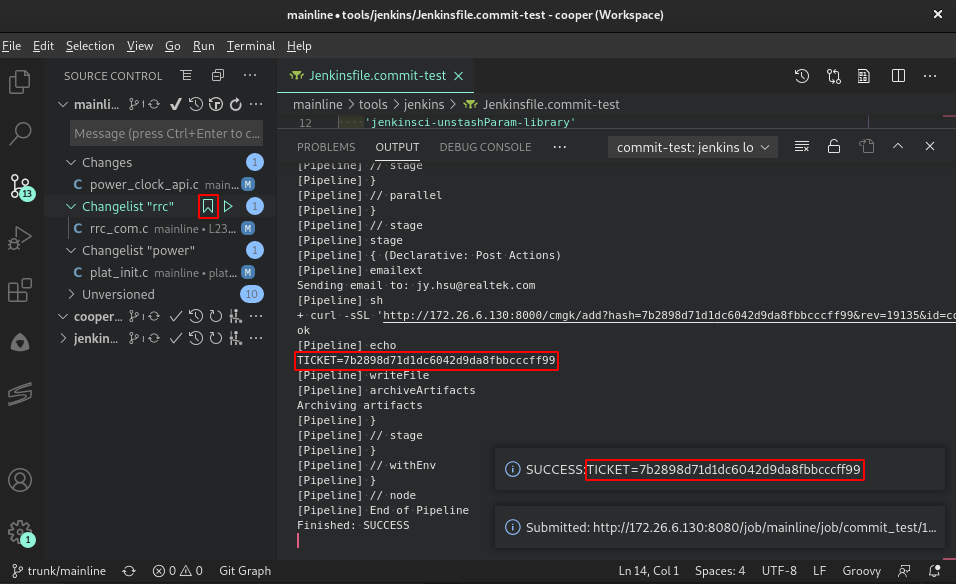 mainline • tools/jenkins/Jenkinsfile.commit-test - cooper (Workspace)
File Edit Selection View Go Run Terminal Help
SOURCE CONTROL
Jenkinsfile.commit-test
mainli...
mainline > tools > jenkins > Jenkinsfile.commit-test
12 'jenkinsci-unstashParam-library'
Message (press Ctrl+Enter to c...
PROBLEMS OUTPUT DEBUG CONSOLE ···
commit-test: jenkins lo
Changes 1
C power_clock_api.c main... M
Changelist "rrc" 1
C rrc_com.c mainline • L23... M
Changelist "power" 1
C plat_init.c mainline • plat... M
Unversioned 10
cooper...
jenkin...
13
1
[Pipeline] // stage
[Pipeline] }
[Pipeline] // parallel
[Pipeline] }
[Pipeline] // stage
[Pipeline] stage
[Pipeline] { (Declarative: Post Actions)
[Pipeline] emailext
Sending email to: jy.hsu@realtek.com
[Pipeline] sh
+ curl -sSL 'http://172.26.6.130:8000/cmgk/add?hash=7b2898d71d1dc6042d9da8fbbcccff99&rev=19135&id=co
ok
[Pipeline] echo
TICKET=7b2898d71d1dc6042d9da8fbbcccff99
[Pipeline] writeFile
[Pipeline] archiveArtifacts
Archiving artifacts
[Pipeline] }
[Pipeline] // stage
[Pipeline] }
[Pipeline] // withEnv
[Pipeline] }
[Pipeline] // node
[Pipeline] End of Pipeline
Finished: SUCCESS
SUCCESS:TICKET=7b2898d71d1dc6042d9da8fbbcccff99
Submitted: http://172.26.6.130:8080/job/mainline/job/commit_test/1...
trunk/mainline 0 0 Git Graph Ln 14, Col 1 Spaces: 4 UTF-8 LF Groovy